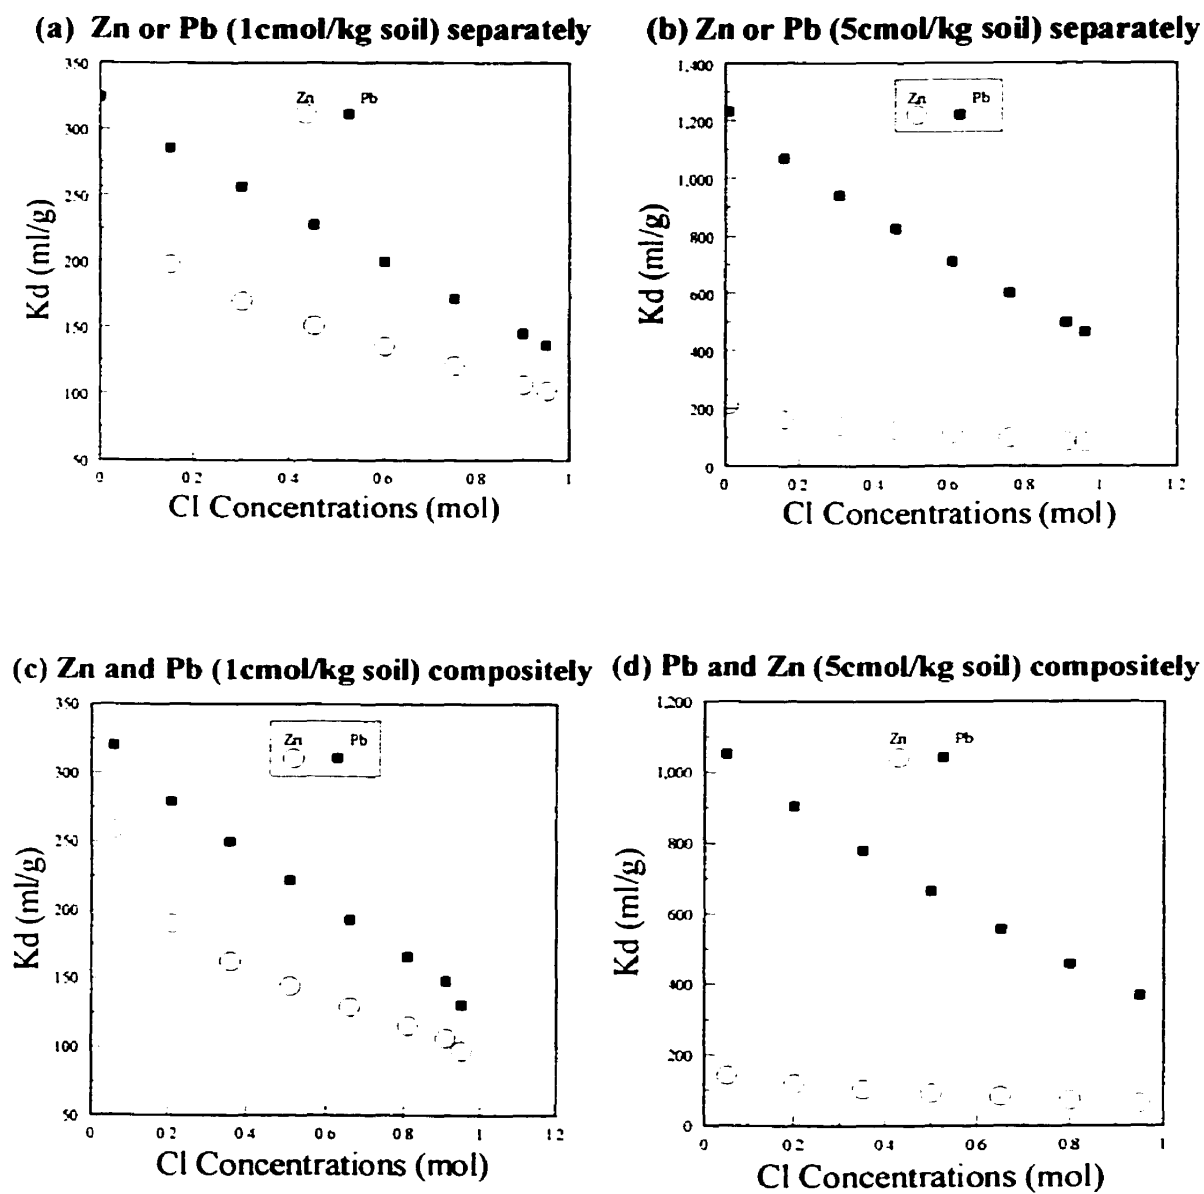 (a) Zn or Pb (1cmol/kg soil) separately
(b) Zn or Pb (5cmol/kg soil) separately
350
300
250
200
150
100
50
Zn Pb
Kd (ml/g)
0 0.2 0.4 0.6 0.8 1
Cl Concentrations (mol)
1,400
1,200
1,000
800
600
400
200
0
Zn Pb
Kd (ml/g)
0 0.2 0.4 0.6 0.8 1 1.2
Cl Concentrations (mol)
(c) Zn and Pb (1cmol/kg soil) compositely
(d) Pb and Zn (5cmol/kg soil) compositely
350
300
250
200
150
100
50
Zn Pb
Kd (ml/g)
0 0.2 0.4 0.6 0.8 1 1.2
Cl Concentrations (mol)
1,200
1,000
800
600
400
200
0
Zn Pb
Kd (ml/g)
0 0.2 0.4 0.6 0.8 1
Cl Concentrations (mol)